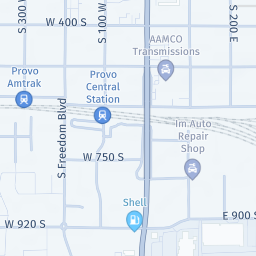 S 300 W
W 400 S
S 100 W
S 200 E
AAMCO
Transmissions
Provo
Amtrak
Provo
Central
Station
S Freedom Blvd
Im.Auto
Repair
Shop
W 750 S
Shell
W 920 S
E 900 S